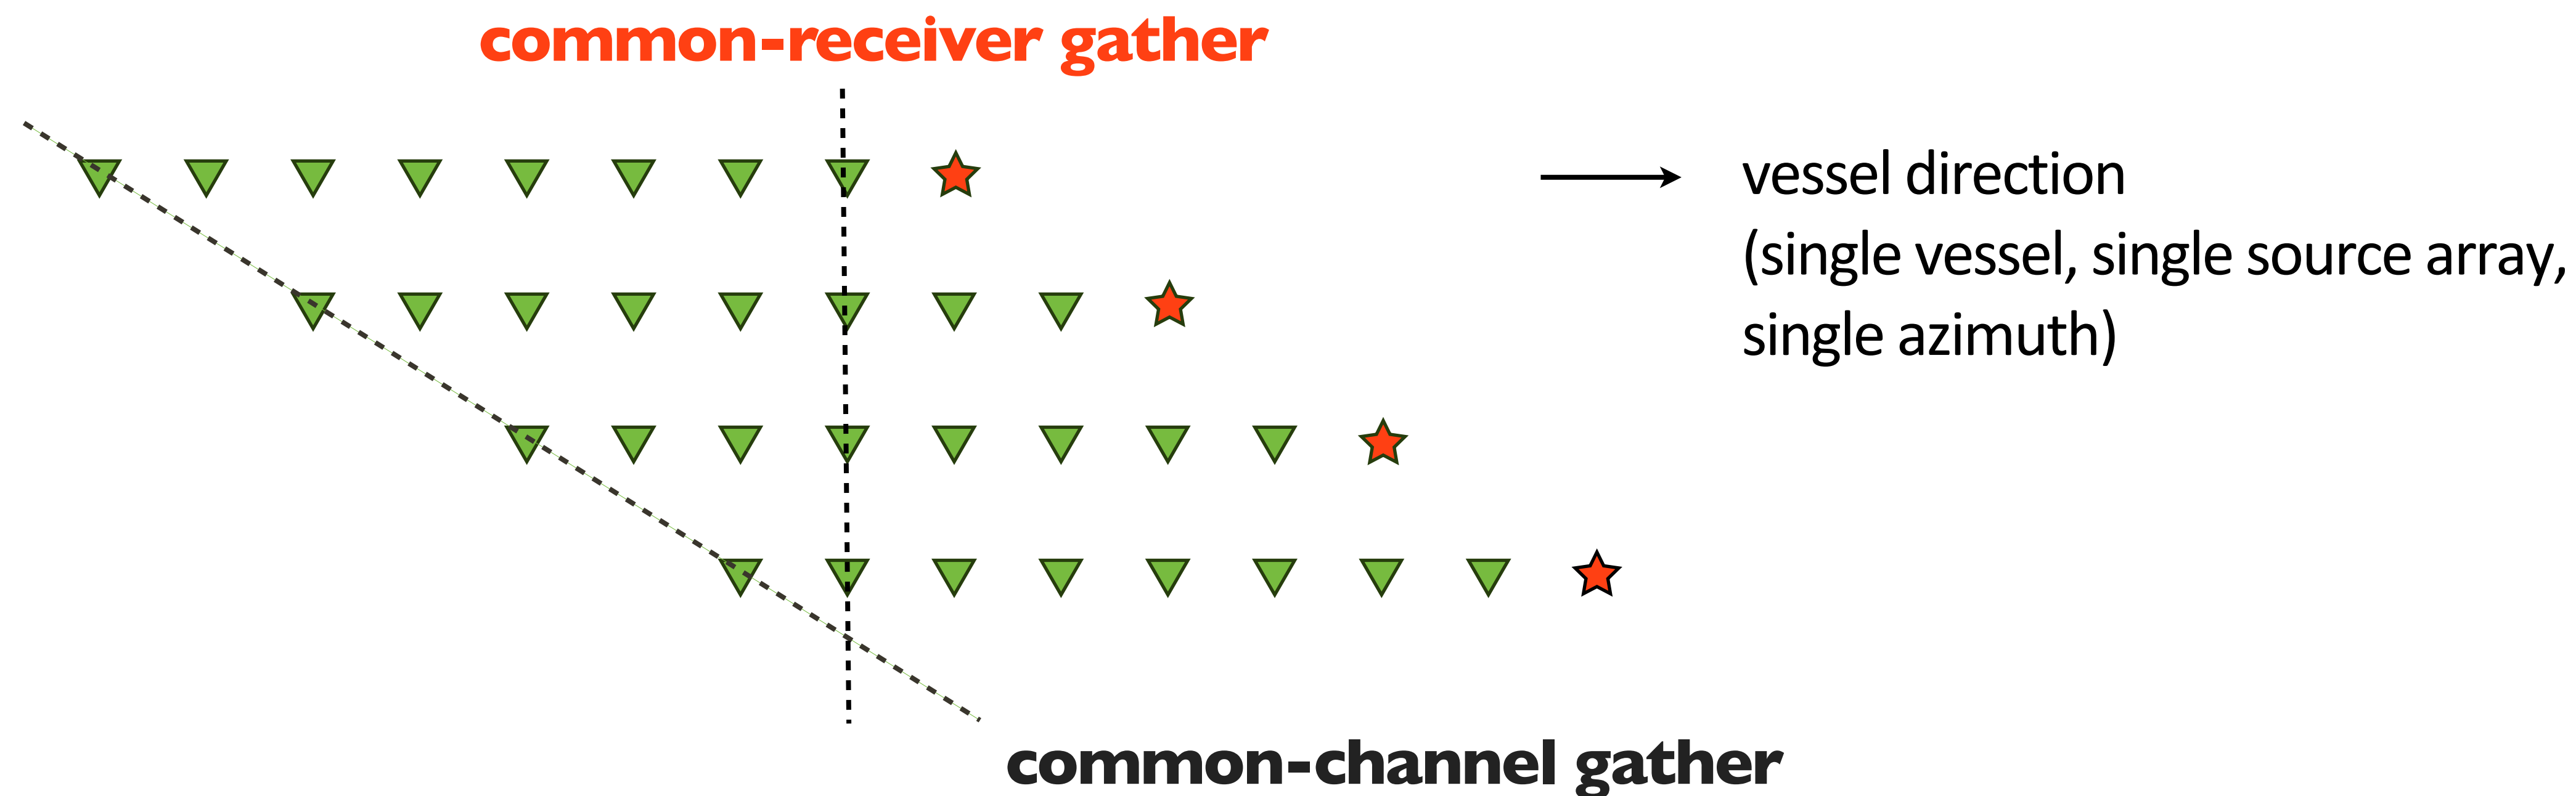 common-receiver gather
vessel direction
(single vessel, single source array,
single azimuth)
common-channel gather